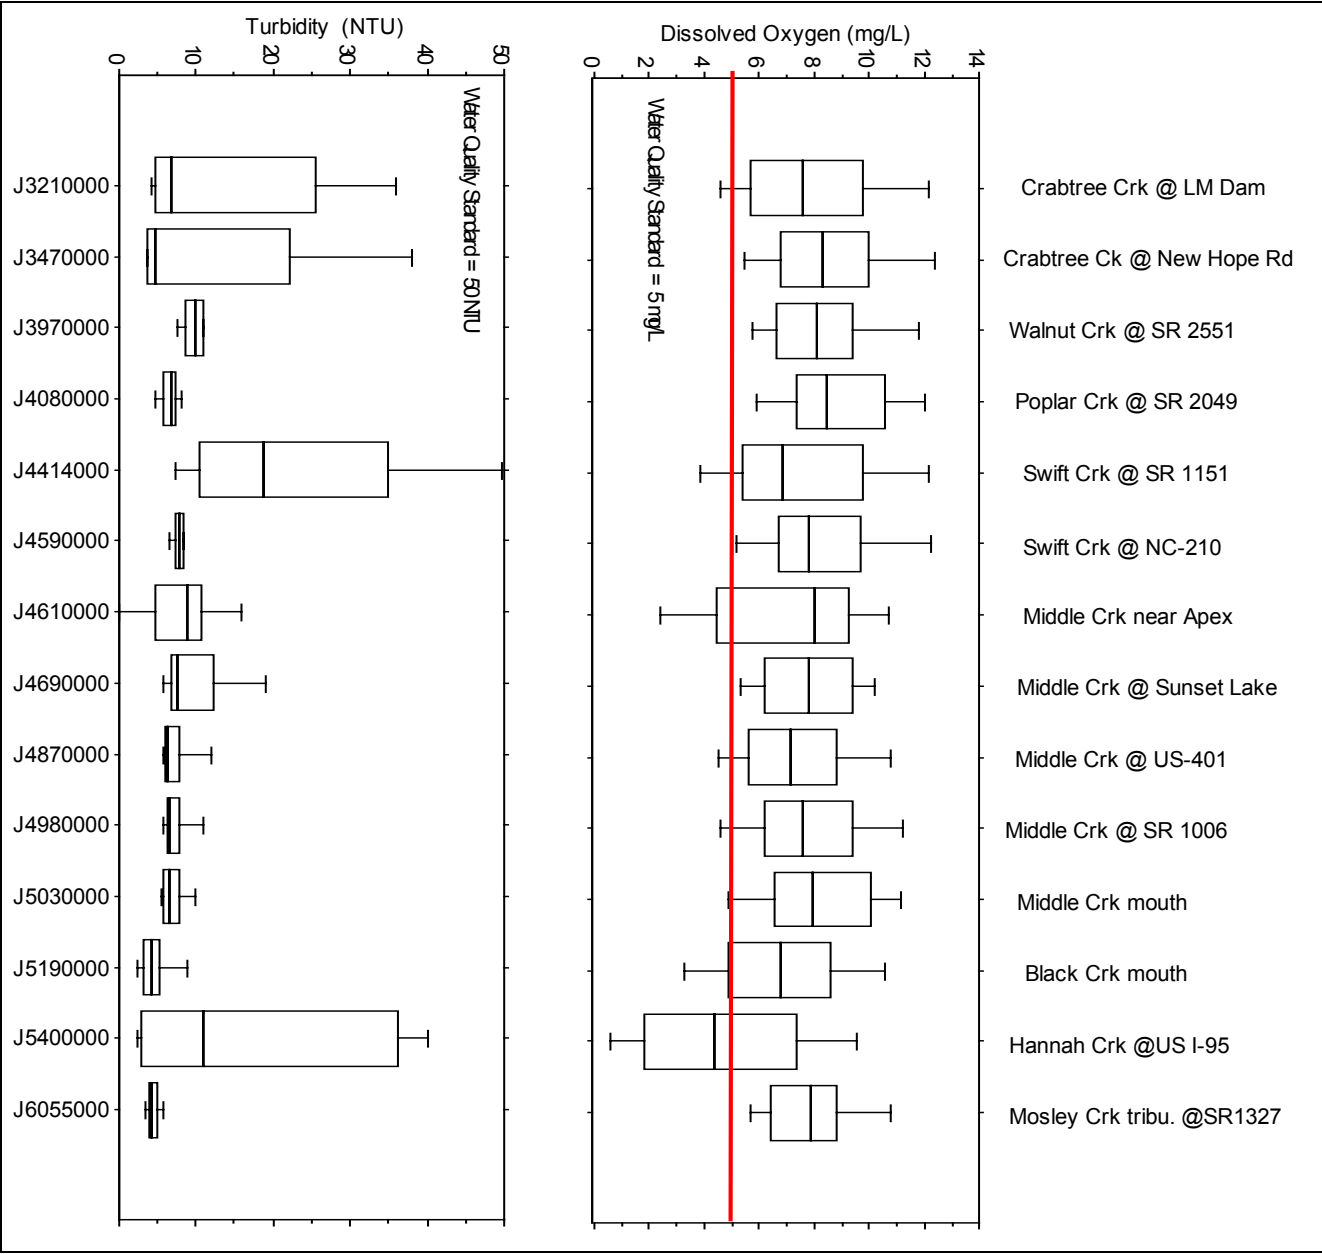 Turbidity (NTU)
0 10 20 30 40 50
Water Quality Standard = 50 NTU
J3210000
J3470000
J3970000
J4080000
J4414000
J4590000
J4610000
J4690000
J4870000
J4980000
J5030000
J5190000
J5400000
J6055000
Dissolved Oxygen (mg/L)
0 2 4 6 8 10 12 14
Water Quality Standard = 5 mg/L
Crabtree Crk @ LM Dam
Crabtree Ck @ New Hope Rd
Walnut Crk @ SR 2551
Poplar Crk @ SR 2049
Swift Crk @ SR 1151
Swift Crk @ NC-210
Middle Crk near Apex
Middle Crk @ Sunset Lake
Middle Crk @ US-401
Middle Crk @ SR 1006
Middle Crk mouth
Black Crk mouth
Hannah Crk @US I-95
Mosley Crk tribu. @SR1327